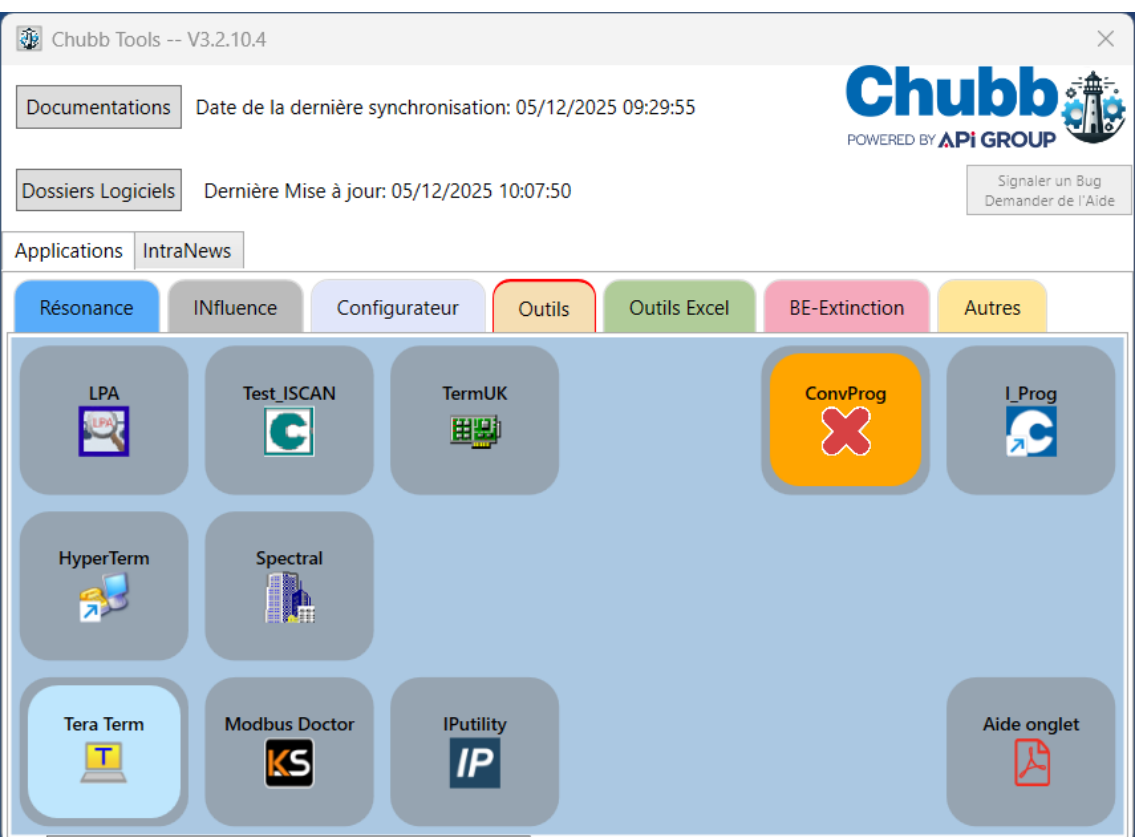 Chubb Tools -- V3.2.10.4
Documentations
Date de la dernière synchronisation: 05/12/2025 09:29:55
Chubb
POWERED BY APi GROUP
Dossiers Logiciels
Dernière Mise à jour: 05/12/2025 10:07:50
Signaler un Bug
Demander de l'Aide
Applications
IntraNews
Résonance
INfluence
Configurateur
Outils
Outils Excel
BE-Extinction
Autres
LPA
LPA
Test_ISCAN
C
TermUK
ConvProg
I_Prog
C
HyperTerm
Spectral
Tera Term
T
Modbus Doctor
KS
IPutility
IP
Aide onglet